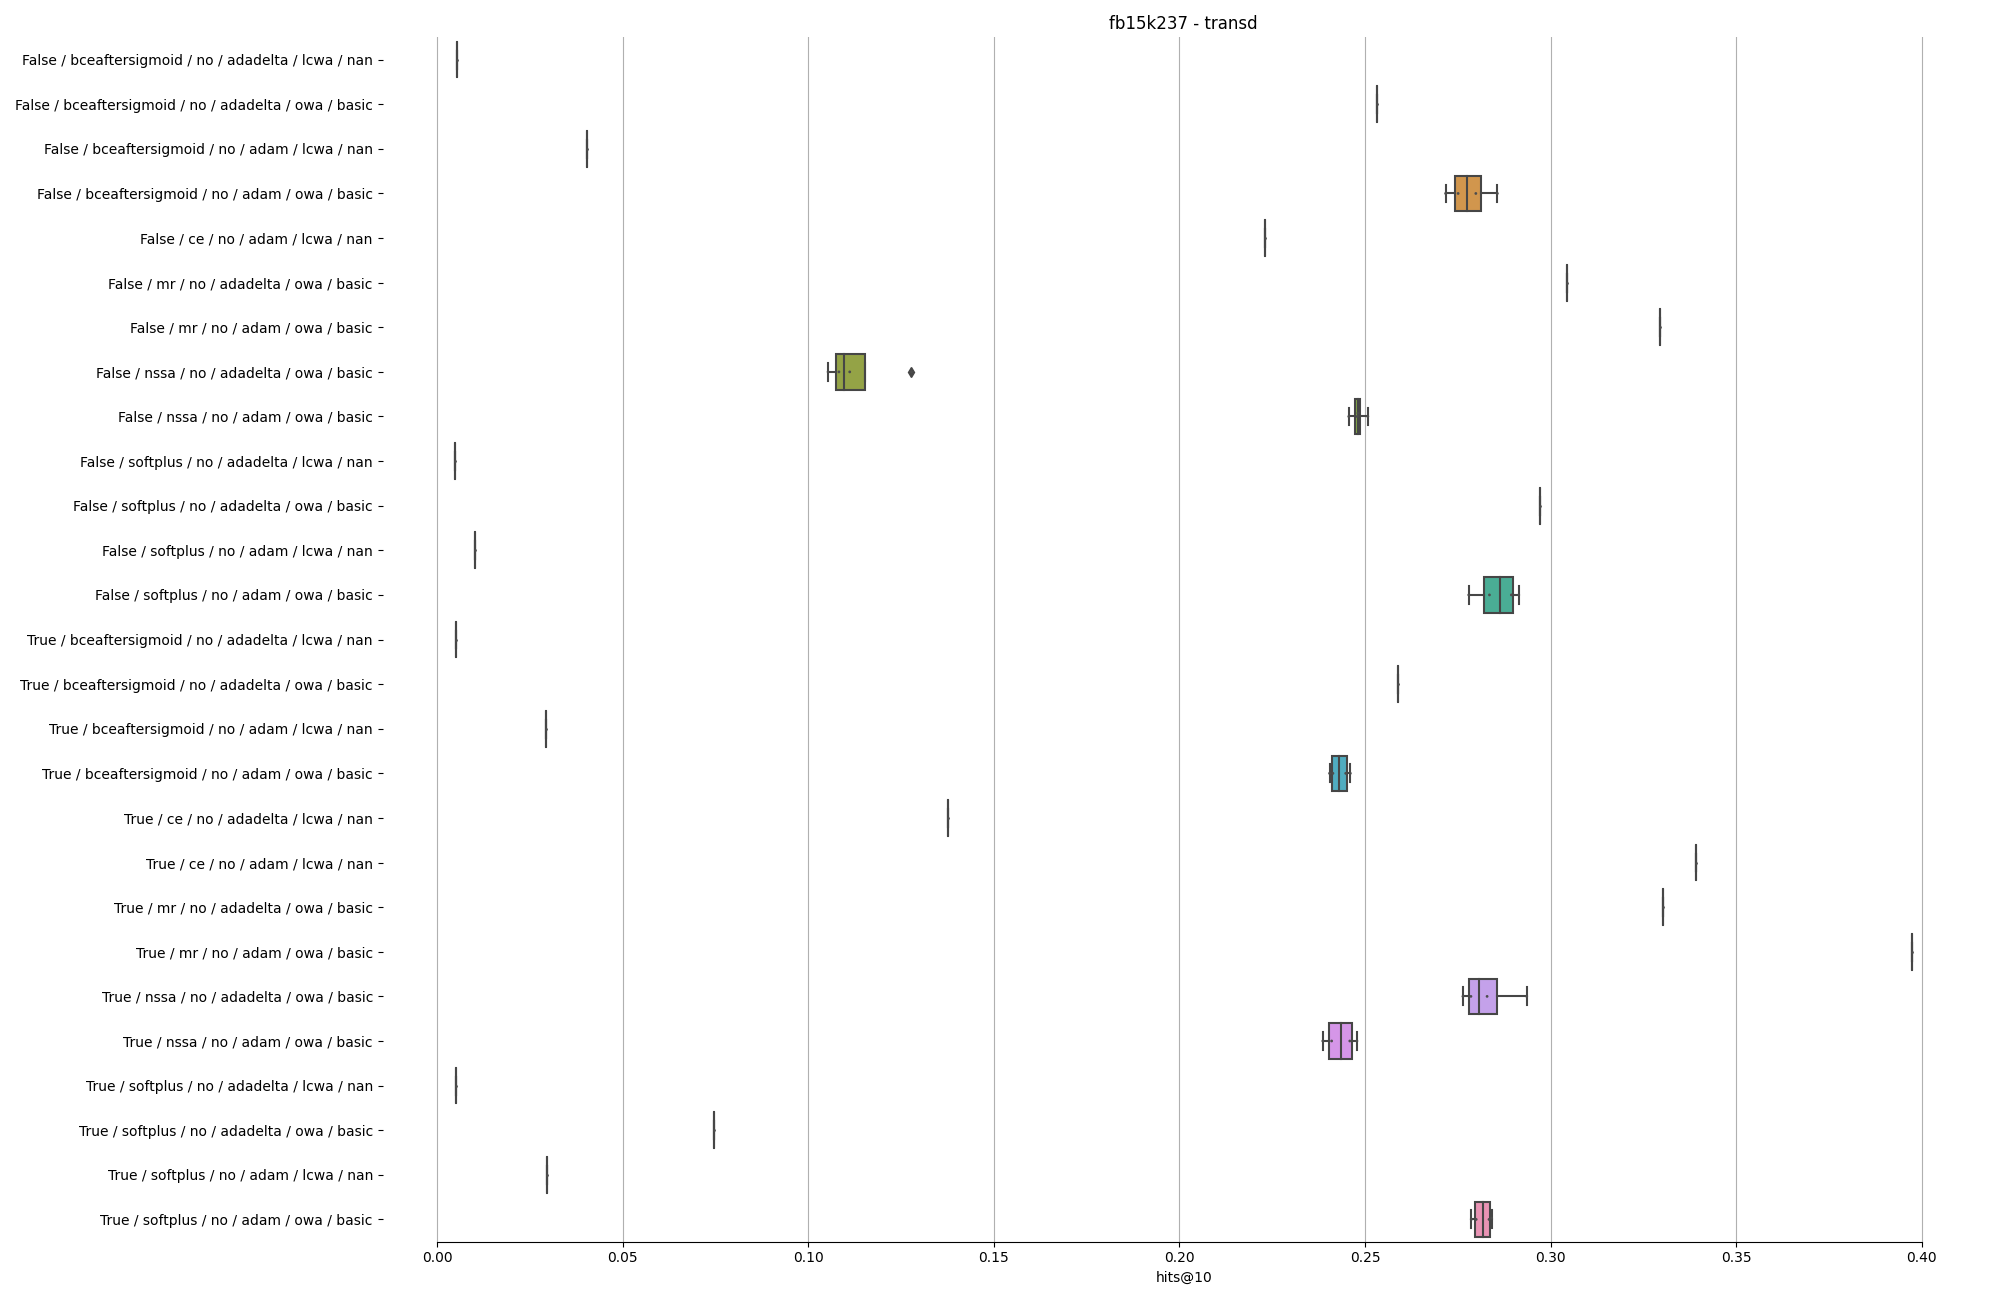 fb15k237 - transd
False / bceaftersigmoid / no / adadelta / lcwa / nan
False / bceaftersigmoid / no / adadelta / owa / basic
False / bceaftersigmoid / no / adam / lcwa / nan
False / bceaftersigmoid / no / adam / owa / basic
False / ce / no / adam / lcwa / nan
False / mr / no / adadelta / owa / basic
False / mr / no / adam / owa / basic
False / nssa / no / adadelta / owa / basic
False / nssa / no / adam / owa / basic
False / softplus / no / adadelta / lcwa / nan
False / softplus / no / adadelta / owa / basic
False / softplus / no / adam / lcwa / nan
False / softplus / no / adam / owa / basic
True / bceaftersigmoid / no / adadelta / lcwa / nan
True / bceaftersigmoid / no / adadelta / owa / basic
True / bceaftersigmoid / no / adam / lcwa / nan
True / bceaftersigmoid / no / adam / owa / basic
True / ce / no / adadelta / lcwa / nan
True / ce / no / adam / lcwa / nan
True / mr / no / adadelta / owa / basic
True / mr / no / adam / owa / basic
True / nssa / no / adadelta / owa / basic
True / nssa / no / adam / owa / basic
True / softplus / no / adadelta / lcwa / nan
True / softplus / no / adadelta / owa / basic
True / softplus / no / adam / lcwa / nan
True / softplus / no / adam / owa / basic
0.00 0.05 0.10 0.15 0.20 0.25 0.30 0.35 0.40
hits@10